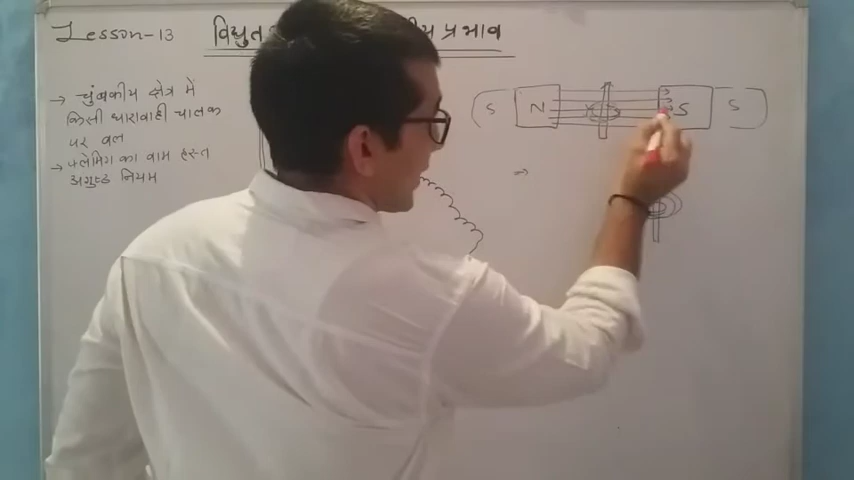 Lesson-13
विद्युत प्रभाव
→ चुंबकीय क्षेत्र में
किसी धारावाही चालक
पर बल
→ फ्लेमिंग का वाम हस्त
अंगुष्ठ नियम
S N S S